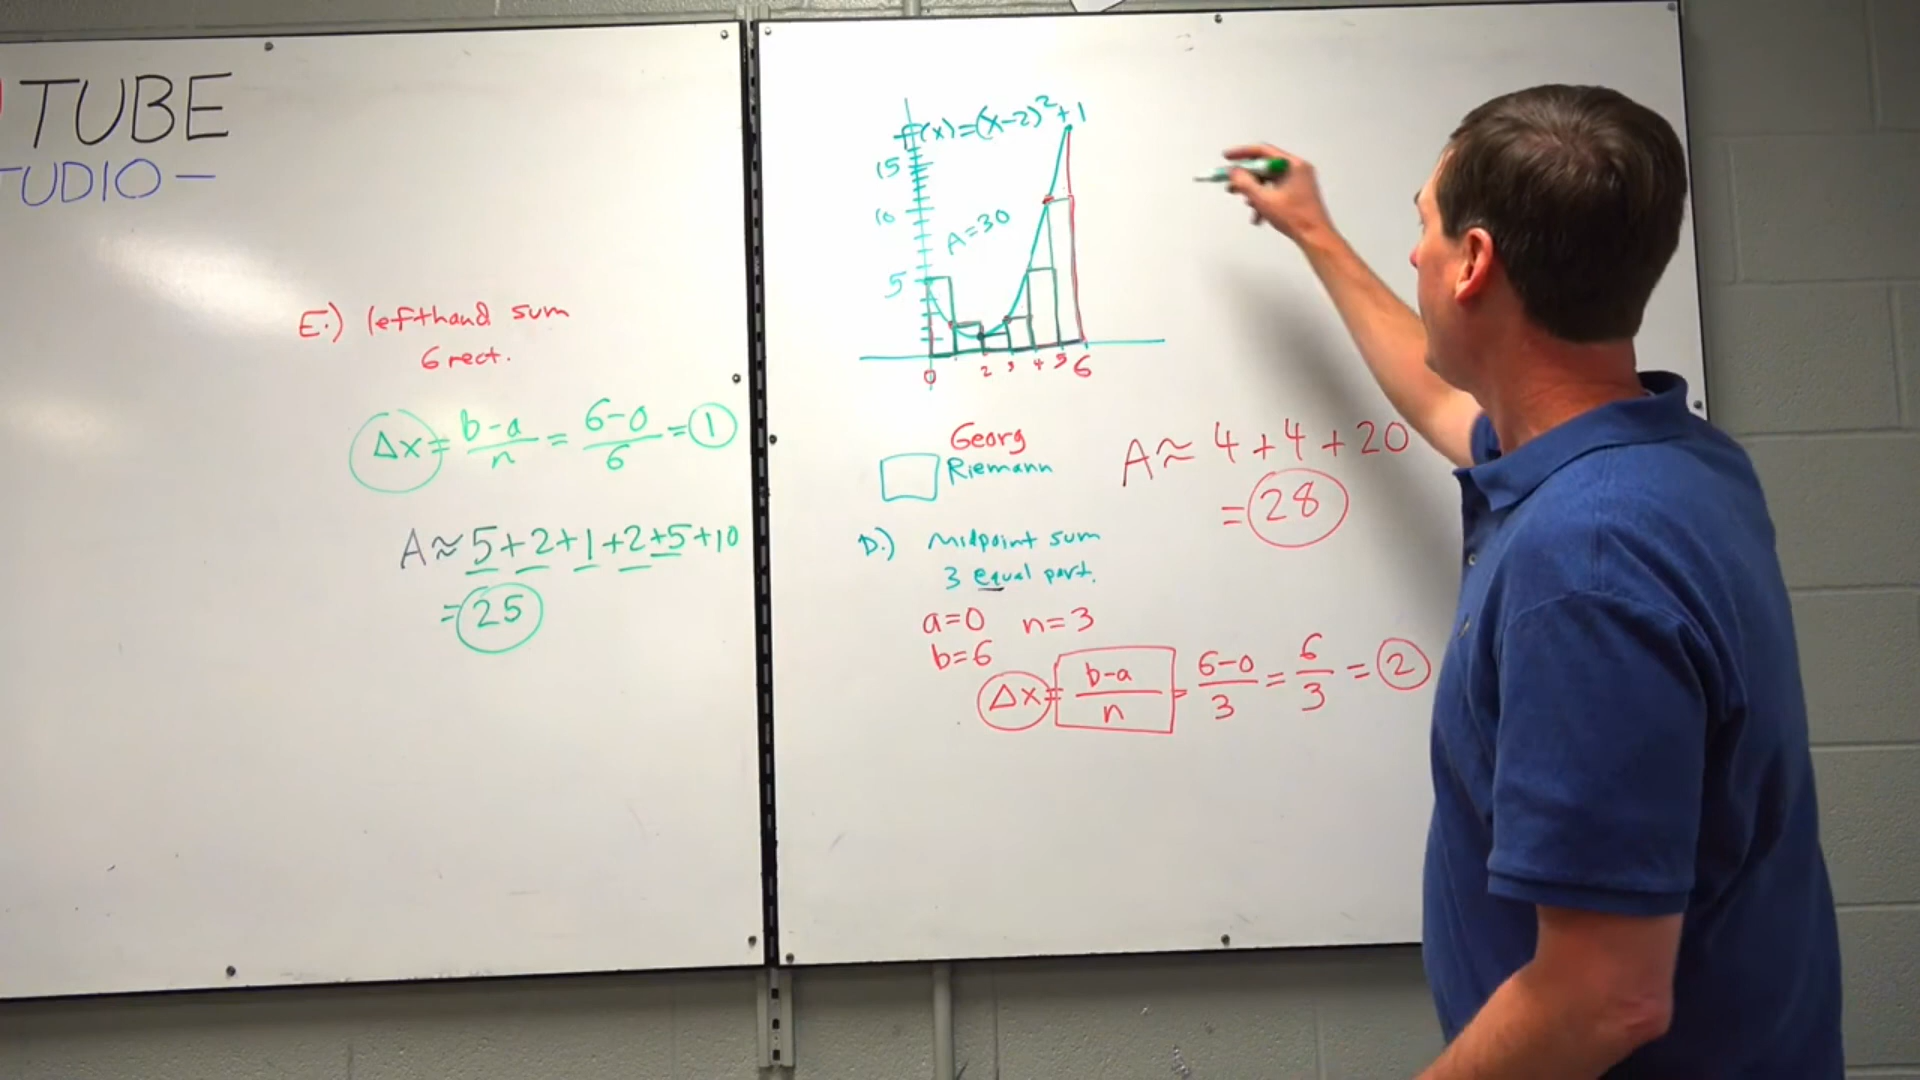 TUBE
TUDIO —
E.) lefthand sum
6 rect.
Δx = b-a/n = 6-0/6 = 1
A ≈ 5+2+1+2+5+10
= 25
f(x)=(x-2)²+1
15
10
5
A=30
0 2 3 4 5 6
Georg
Riemann
A ≈ 4+4+20
= 28
D.) Midpoint sum
3 equal part.
a=0 n=3
b=6
Δx = b-a/n = 6-0/3 = 6/3 = 2